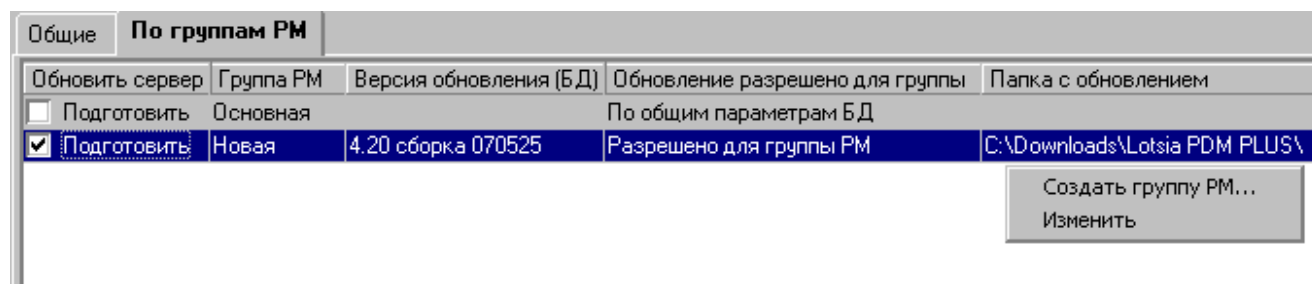 Общие По группам РМ
Обновить сервер Группа РМ Версия обновления (БД) Обновление разрешено для группы Папка с обновлением
Подготовить Основная По общим параметрам БД
Подготовить Новая 4.20 сборка 070525 Разрешено для группы РМ C:\Downloads\Lotsia PDM PLUS\
Создать группу РМ...
Изменить